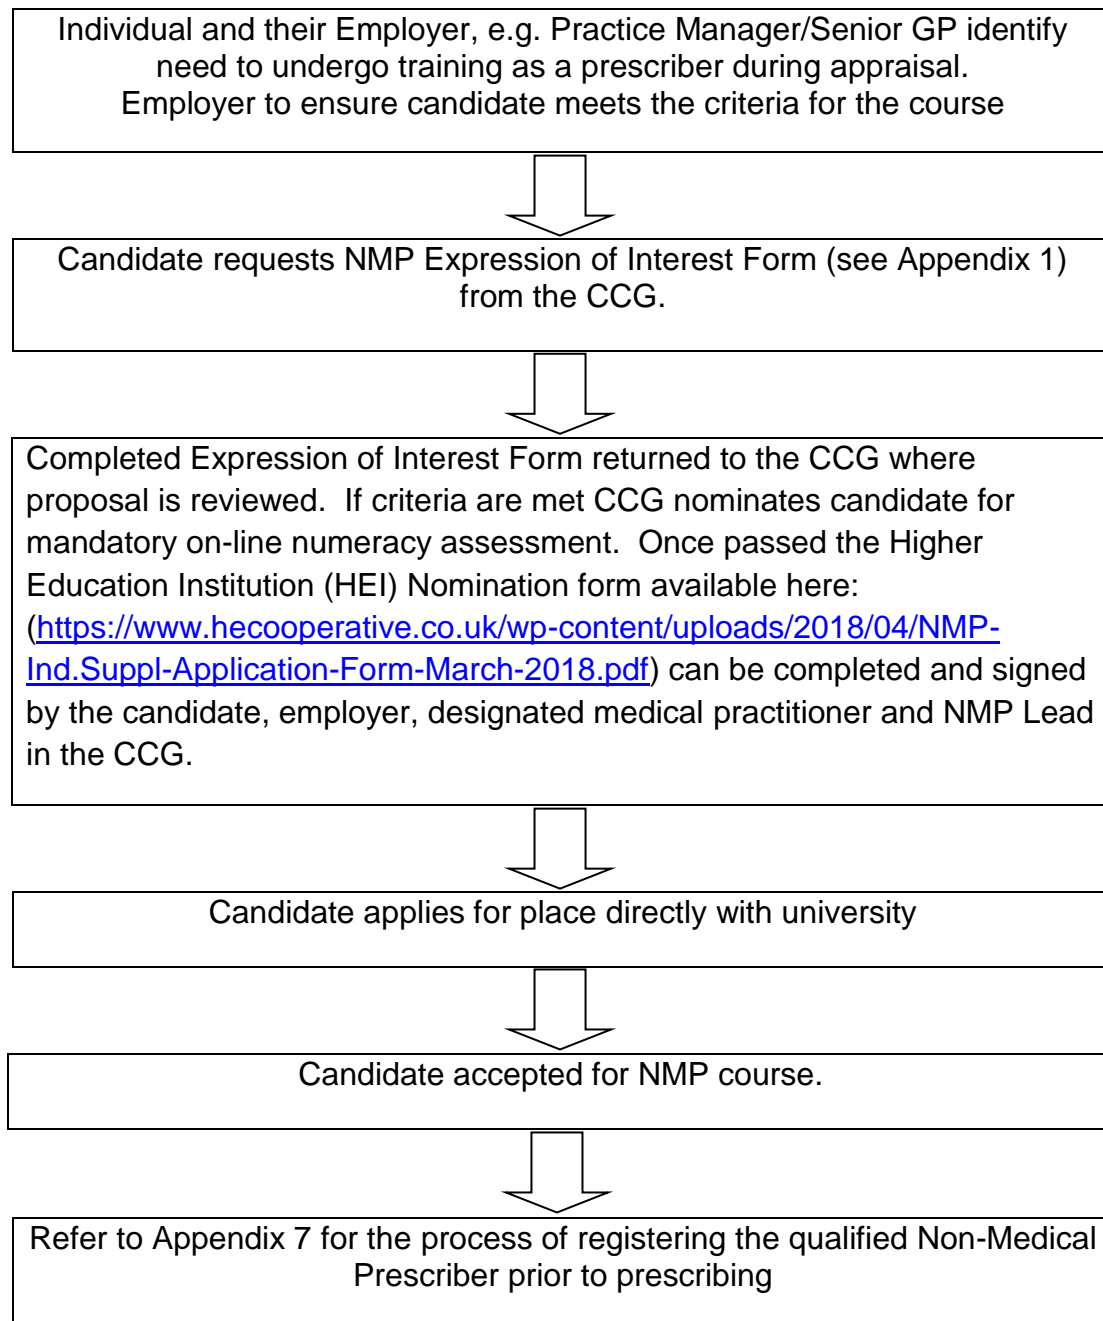 Individual and their Employer, e.g. Practice Manager/Senior GP identify
need to undergo training as a prescriber during appraisal.
Employer to ensure candidate meets the criteria for the course
Candidate requests NMP Expression of Interest Form (see Appendix 1)
from the CCG.
Completed Expression of Interest Form returned to the CCG where
proposal is reviewed.  If criteria are met CCG nominates candidate for
mandatory on-line numeracy assessment.  Once passed the Higher
Education Institution (HEI) Nomination form available here:
(https://www.hecooperative.co.uk/wp-content/uploads/2018/04/NMP-
Ind.Suppl-Application-Form-March-2018.pdf) can be completed and signed
by the candidate, employer, designated medical practitioner and NMP Lead
in the CCG.
Candidate applies for place directly with university
Candidate accepted for NMP course.
Refer to Appendix 7 for the process of registering the qualified Non-Medical
Prescriber prior to prescribing